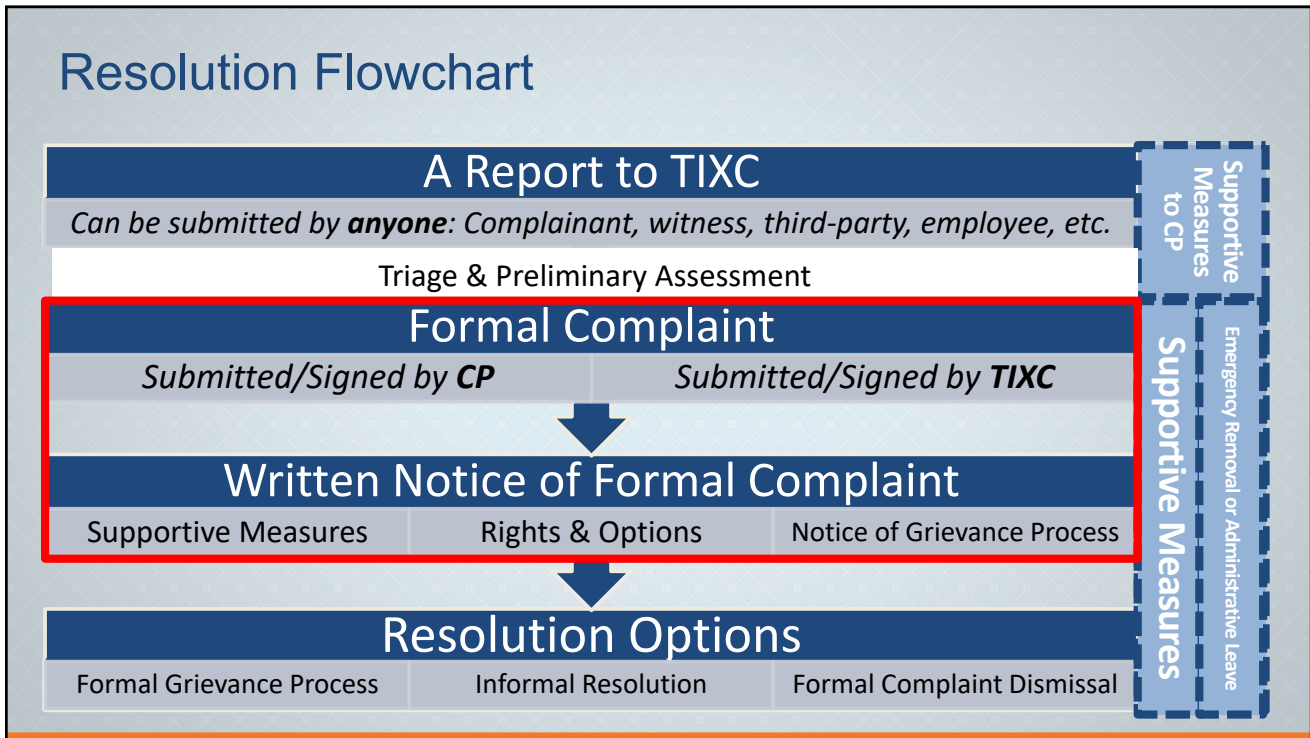 Resolution Flowchart
A Report to TIXC
Can be submitted by anyone: Complainant, witness, third-party, employee, etc.
Triage & Preliminary Assessment
Supportive
Measures
to CP
Formal Complaint
Submitted/Signed by CP
Submitted/Signed by TIXC
Written Notice of Formal Complaint
Supportive Measures
Rights & Options
Notice of Grievance Process
Resolution Options
Formal Grievance Process
Informal Resolution
Formal Complaint Dismissal
Supportive Measures
Emergency Removal or Administrative Leave